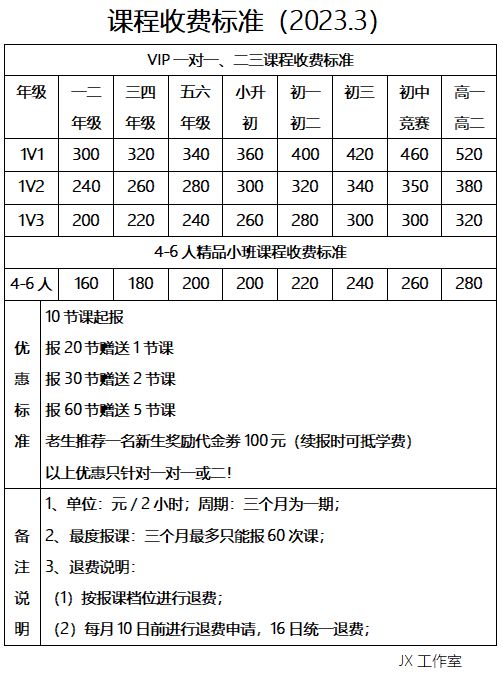 课程收费标准（2023.3）
VIP 一对一、二三课程收费标准
年级 一二年级 三四年级 五六年级 小升初 初一初二 初三 初中竞赛 高一高二
1V1 300 320 340 360 400 420 460 520
1V2 240 260 280 300 320 340 350 380
1V3 200 220 240 260 280 300 300 320
4-6 人精品小班课程收费标准
4-6 人 160 180 200 200 220 240 260 280
优惠标准
10 节课起报
报 20 节赠送 1 节课
报 30 节赠送 2 节课
报 60 节赠送 5 节课
老生推荐一名新生奖励代金券 100 元（续报时可抵学费）
以上优惠只针对一对一或二！
备注说明
1、单位：元 / 2 小时；周期：三个月为一期；
2、最度报课：三个月最多只能报 60 次课；
3、退费说明：
（1）按报课档位进行退费；
（2）每月 10 日前进行退费申请，16 日统一退费；
JX 工作室